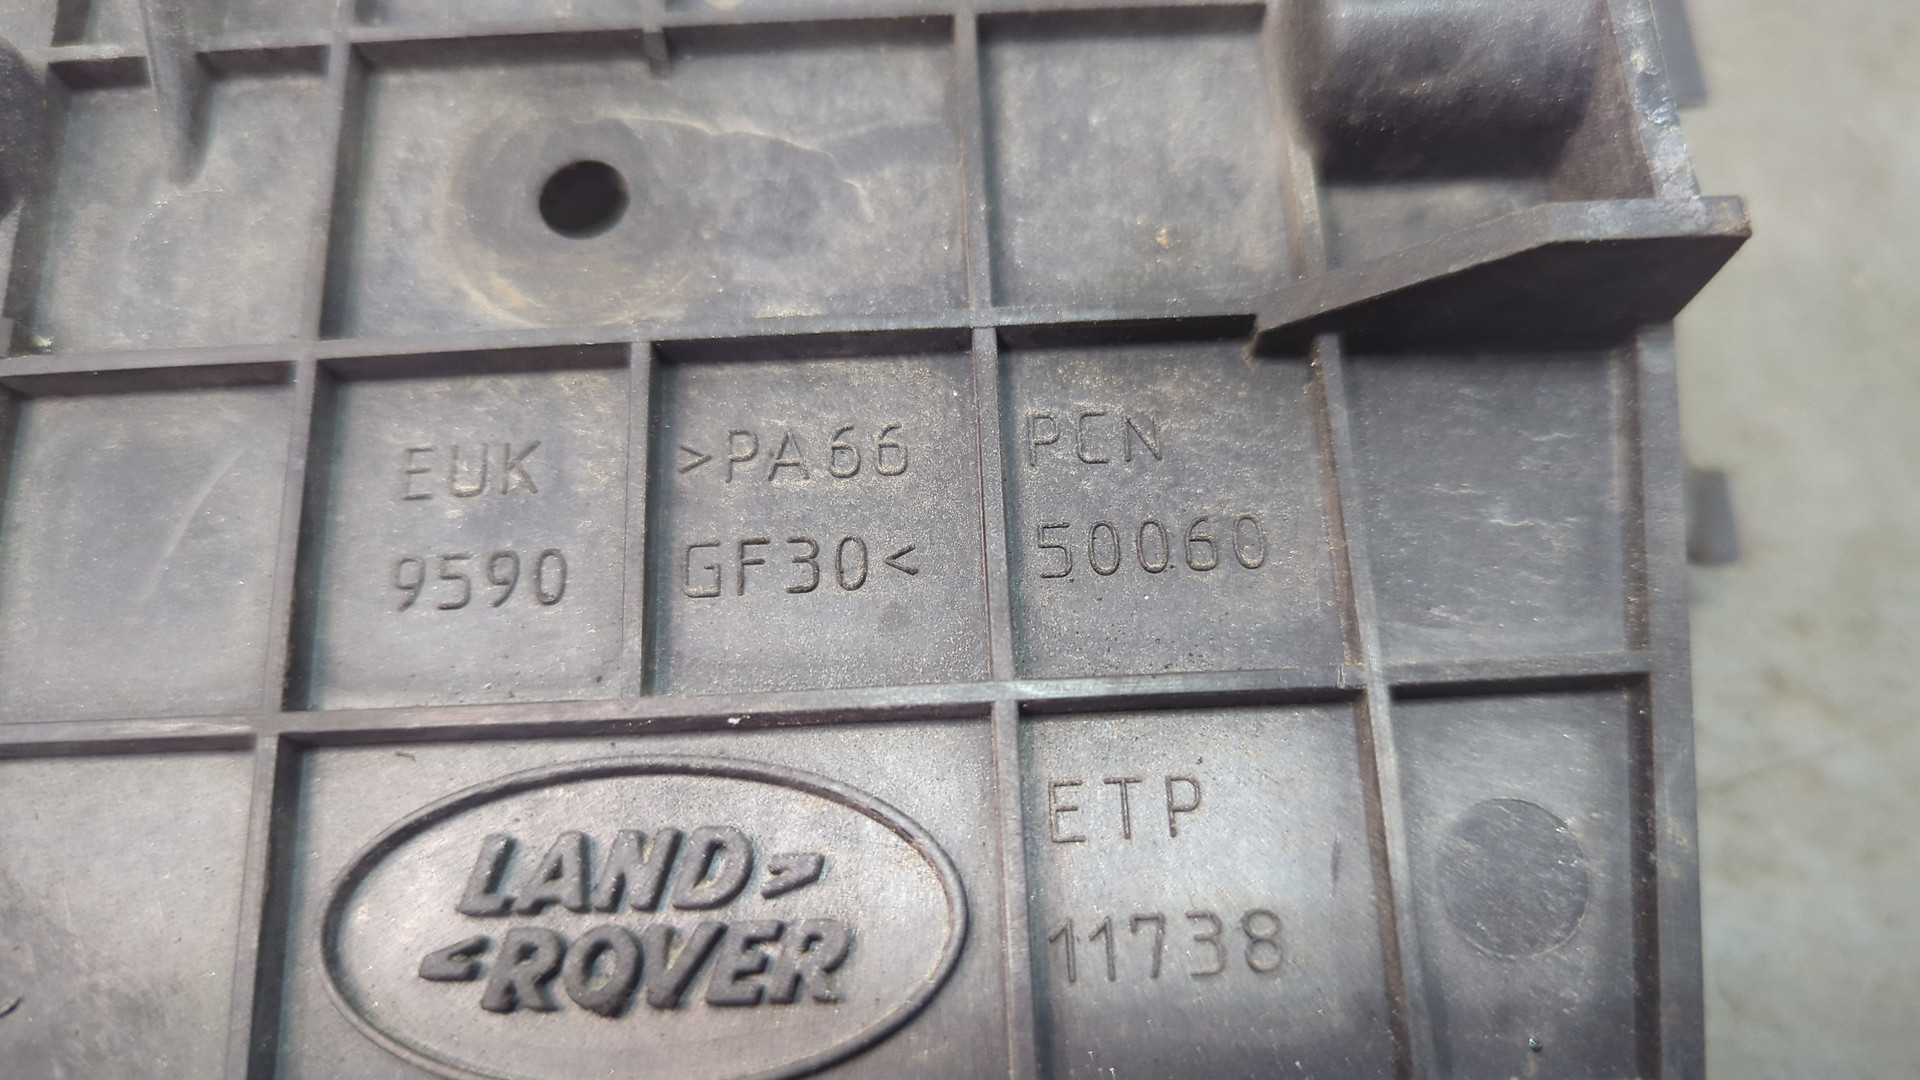 EUK
9590
>PA66
GF30<
PCN
50060
LAND
ROVER
ETP
11738